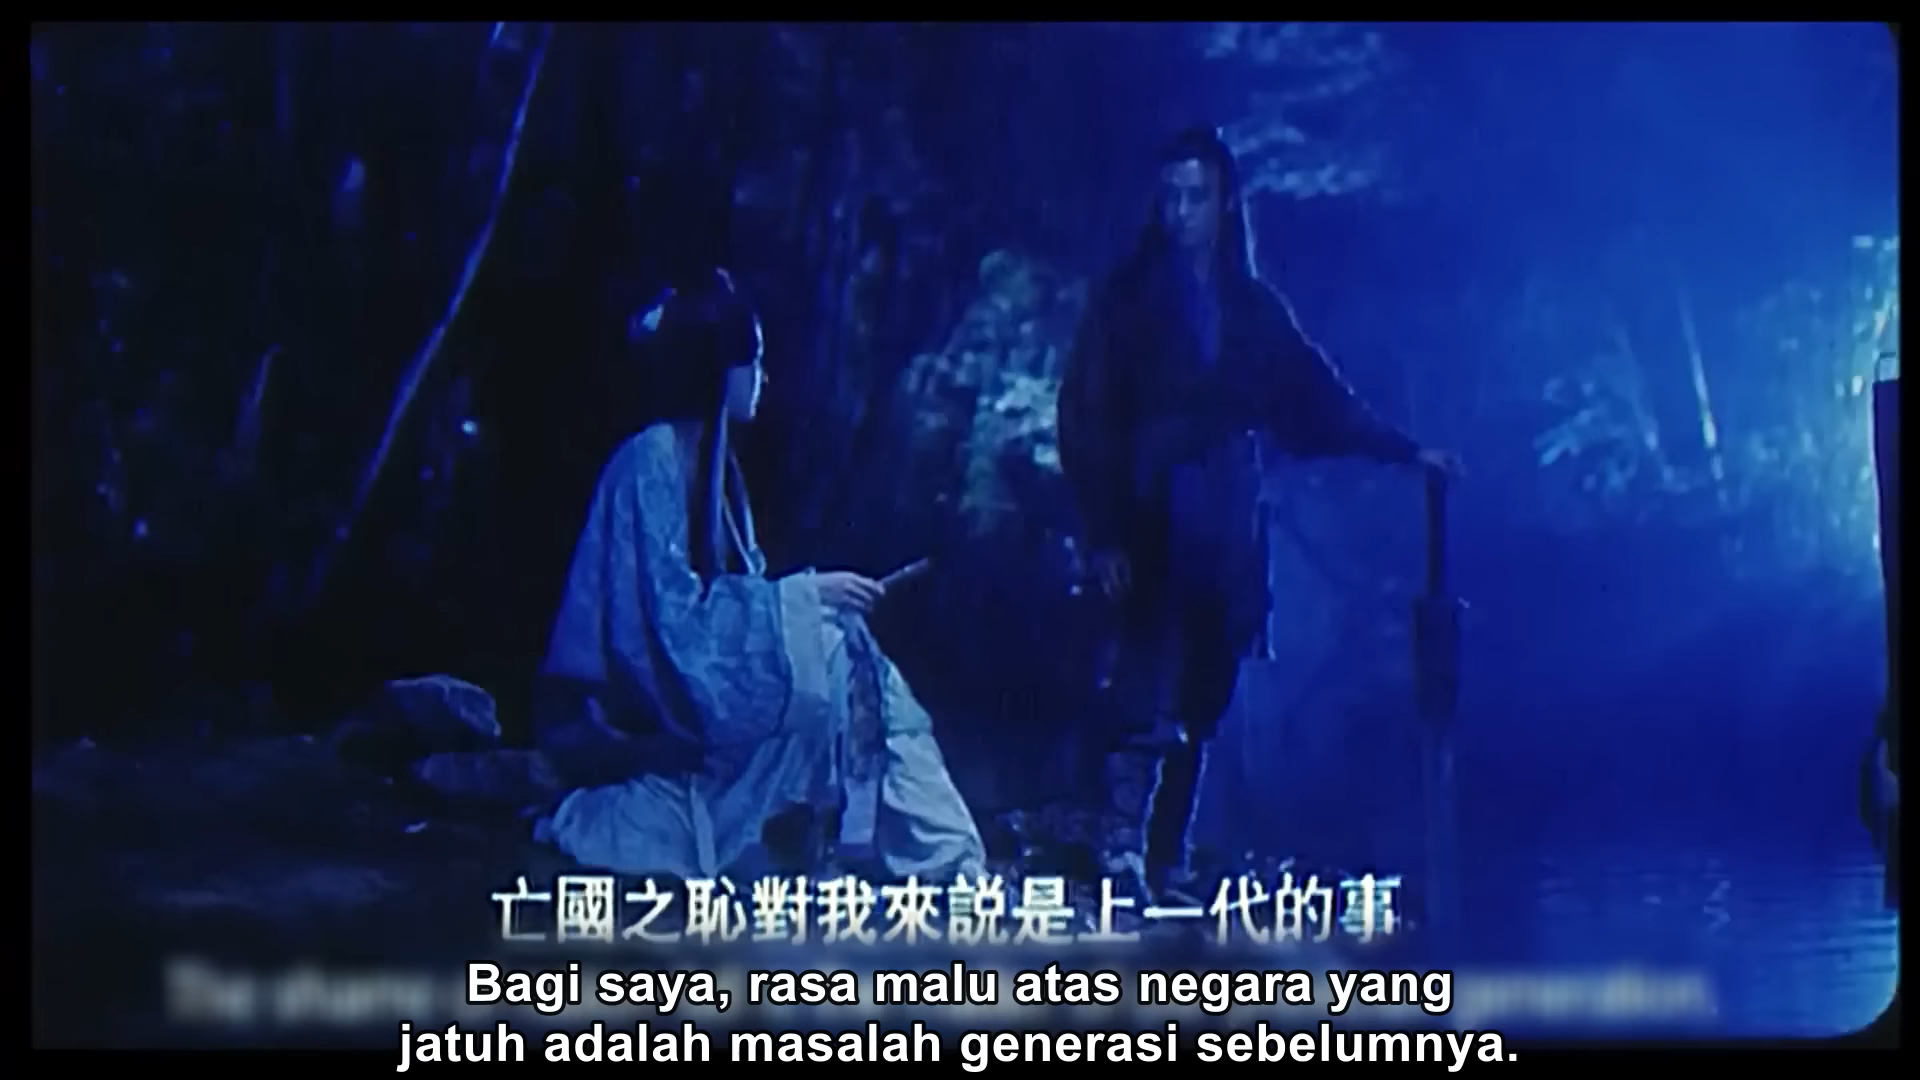 亡國之恥對我來説是上一代的事
Bagi saya, rasa malu atas negara yang
jatuh adalah masalah generasi sebelumnya.